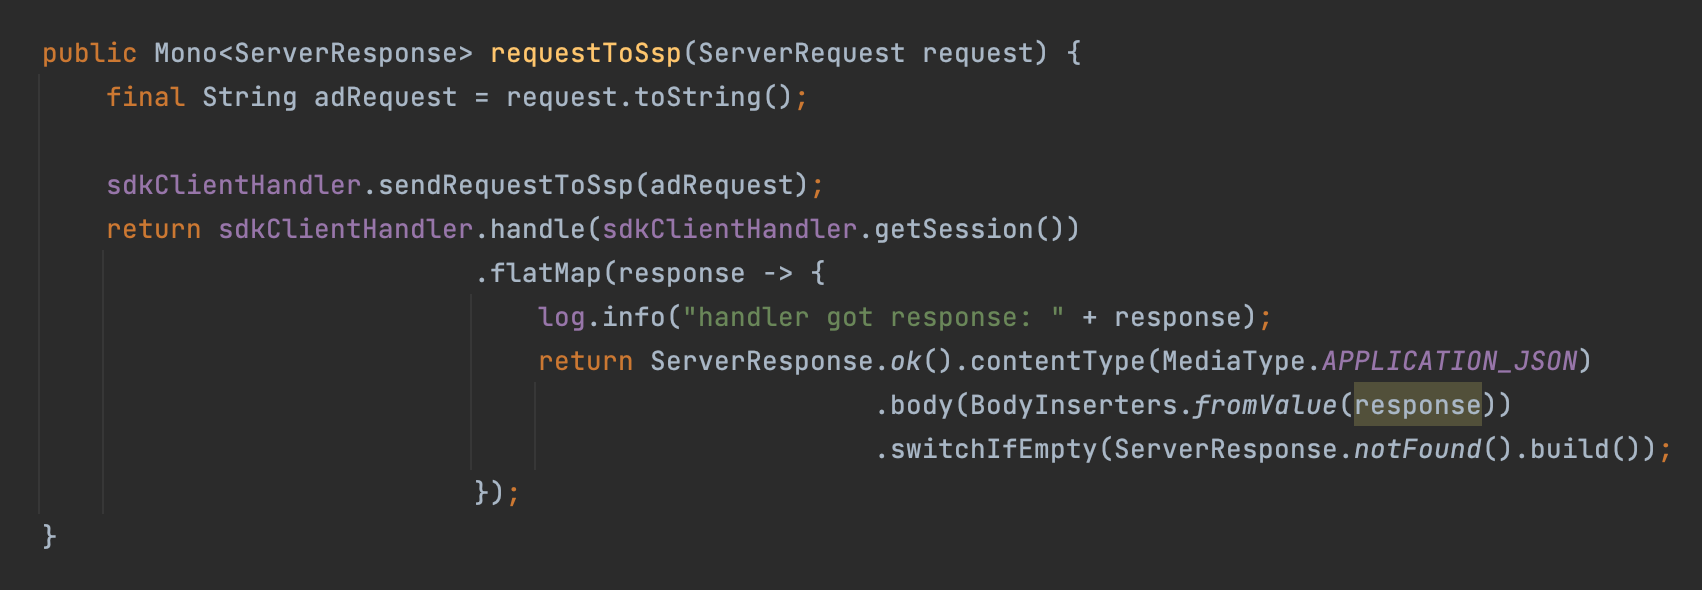 public Mono<ServerResponse> requestToSsp(ServerRequest request) {
final String adRequest = request.toString();
sdkClientHandler.sendRequestToSsp(adRequest);
return sdkClientHandler.handle(sdkClientHandler.getSession())
.flatMap(response -> {
log.info("handler got response: " + response);
return ServerResponse.ok().contentType(MediaType.APPLICATION_JSON)
.body(BodyInserters.fromValue(response))
.switchIfEmpty(ServerResponse.notFound().build());
});
}